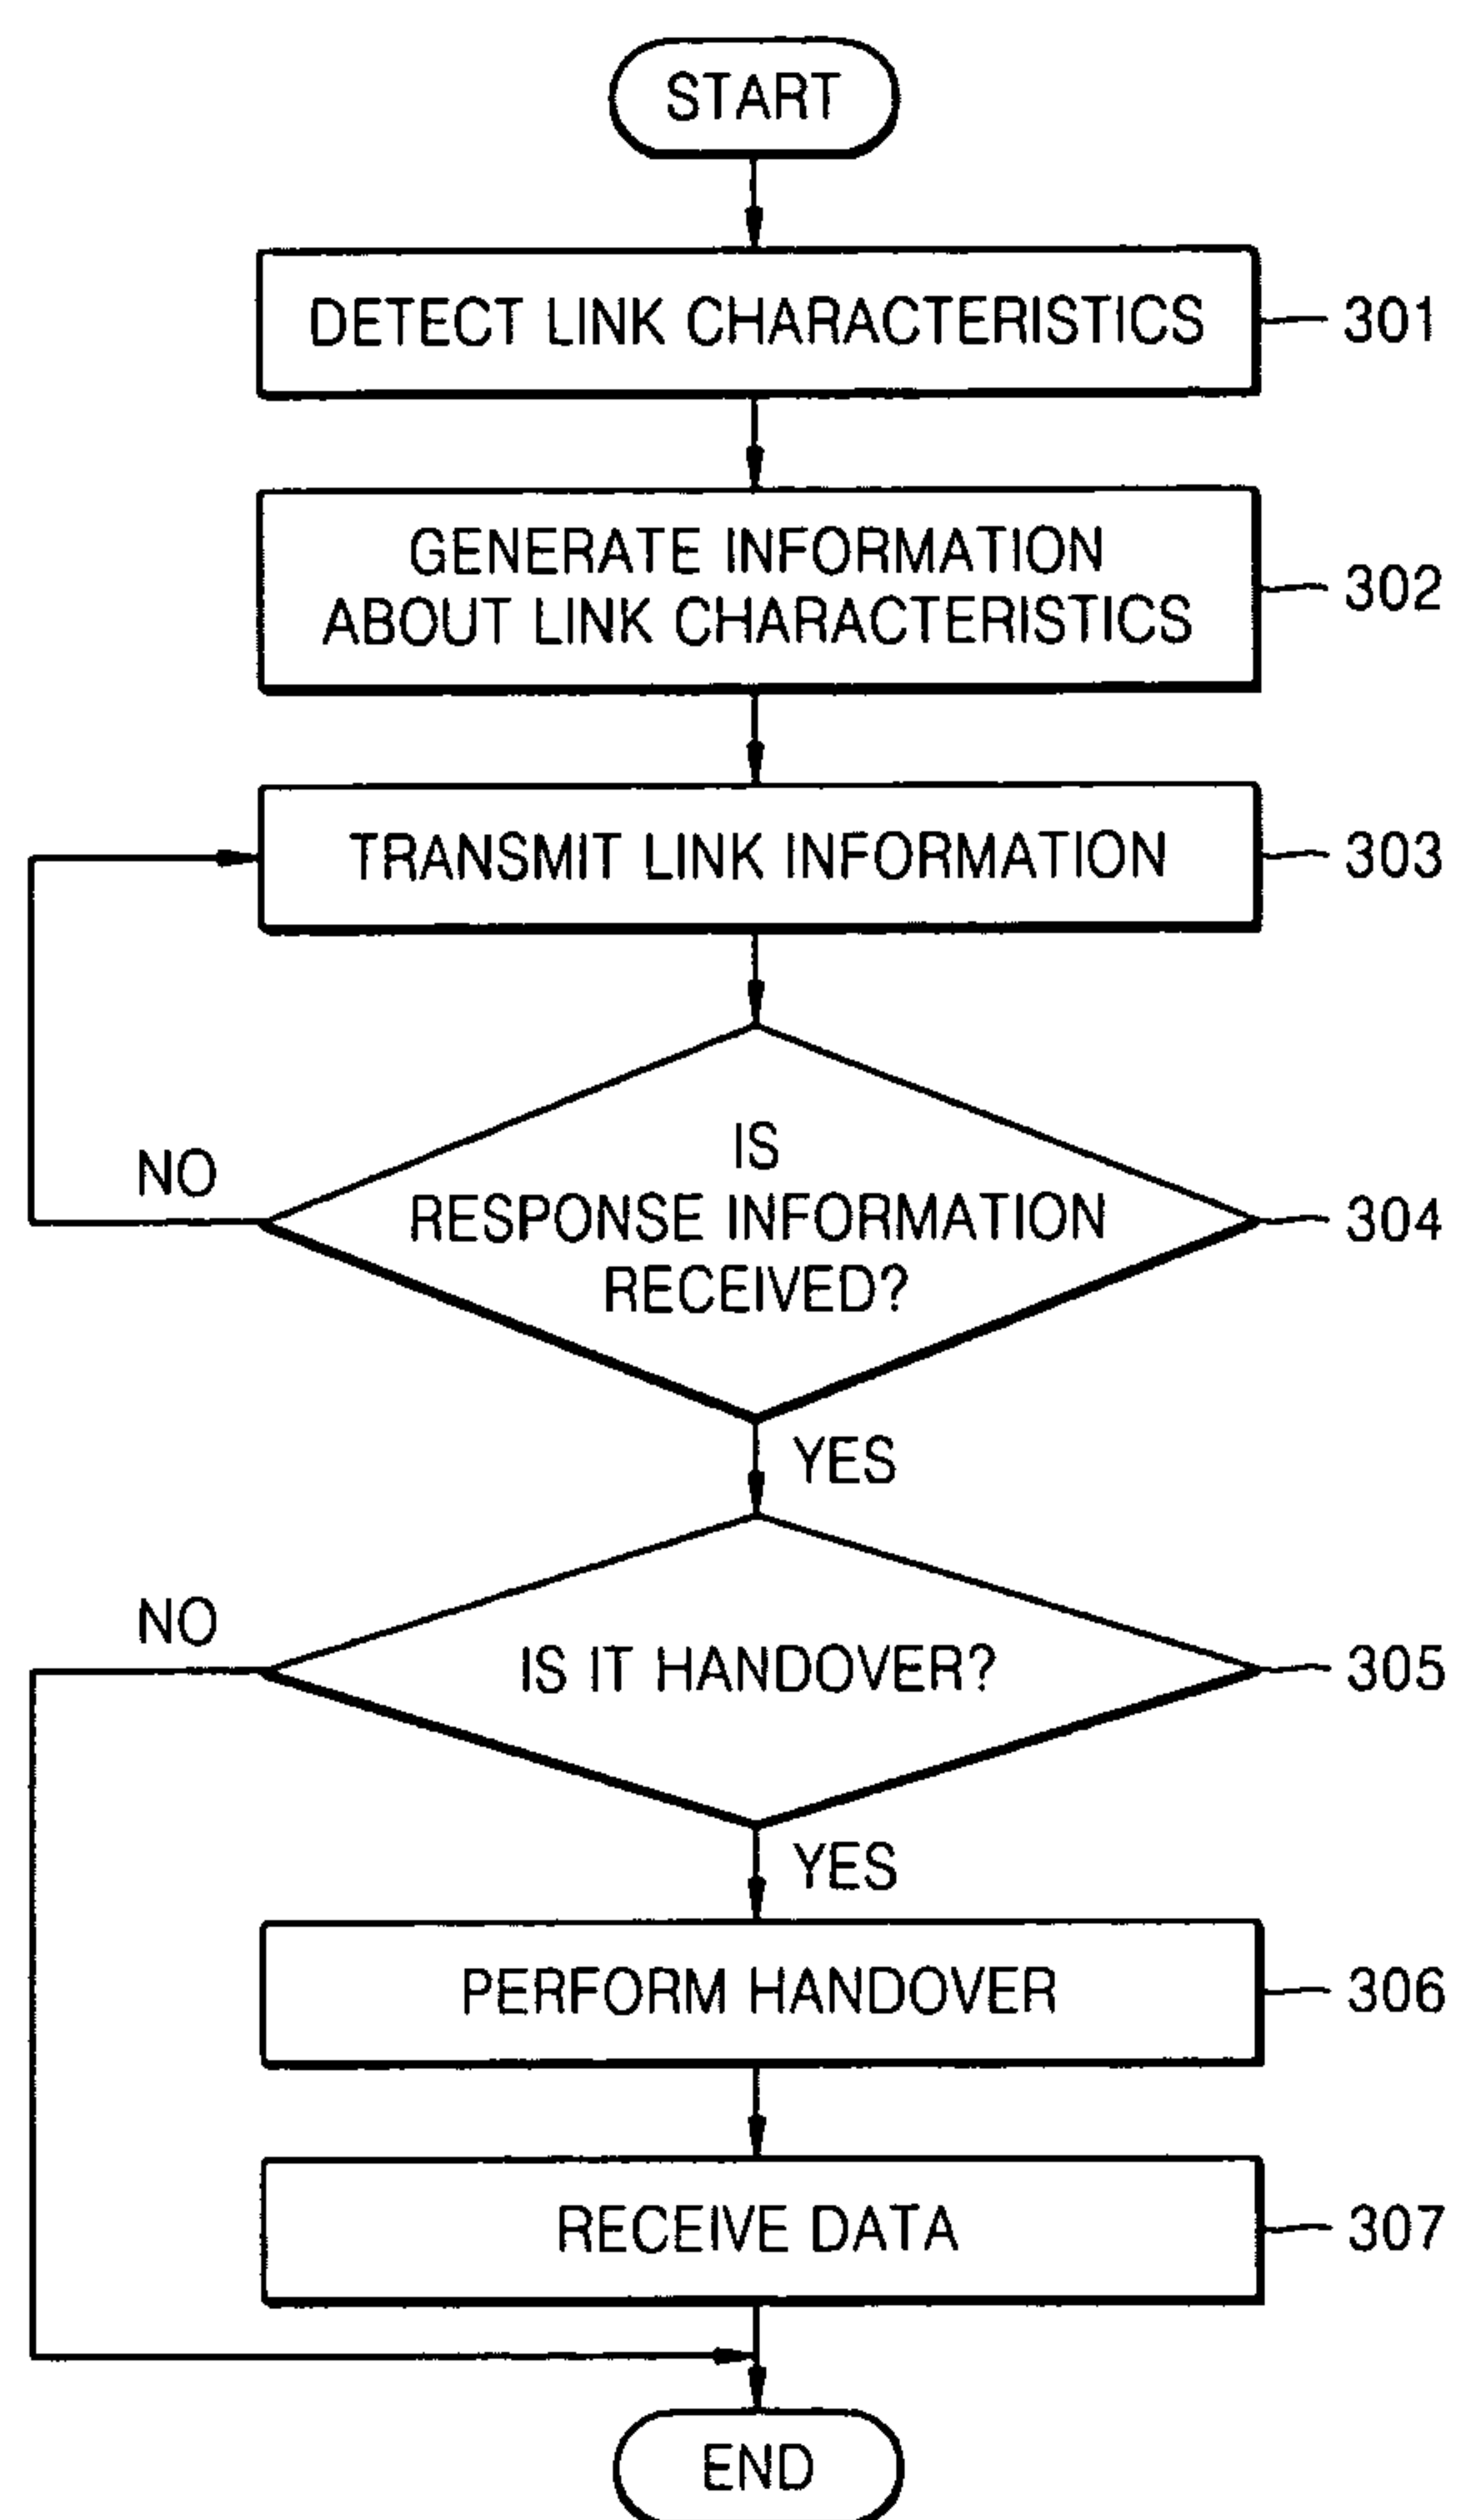 START
DETECT LINK CHARACTERISTICS
301
GENERATE INFORMATION
ABOUT LINK CHARACTERISTICS
302
TRANSMIT LINK INFORMATION
303
IS
RESPONSE INFORMATION
RECEIVED?
304
NO
YES
IS IT HANDOVER?
305
NO
YES
PERFORM HANDOVER
306
RECEIVE DATA
307
END